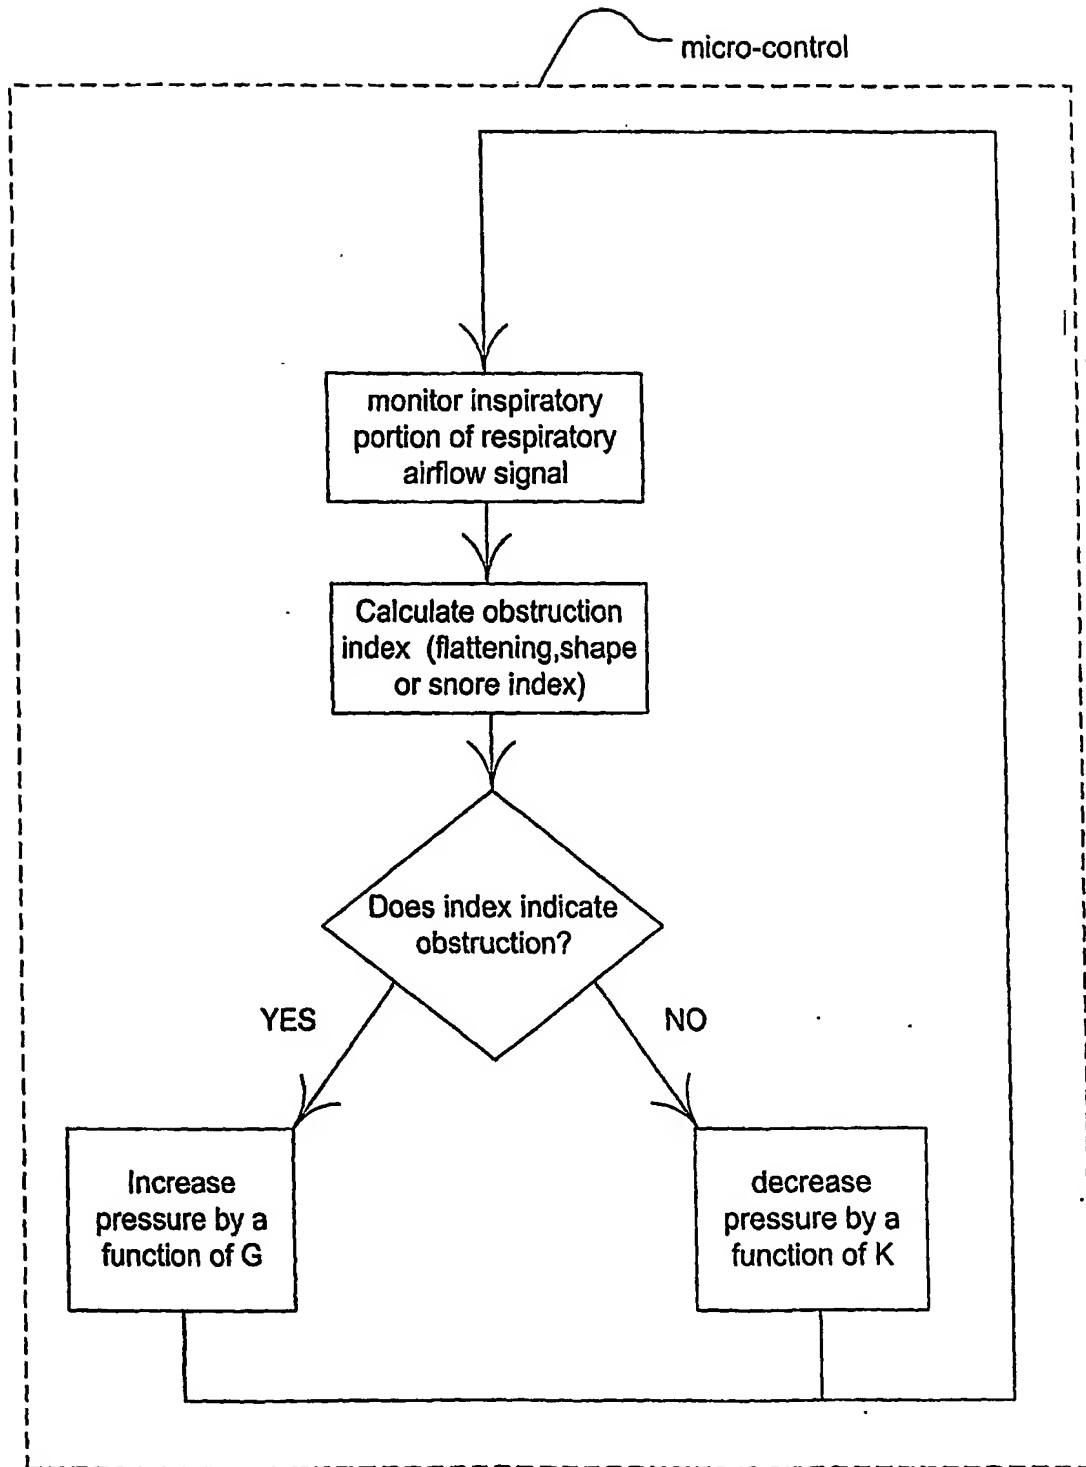 micro-control
monitor inspiratory
portion of respiratory
airflow signal
Calculate obstruction
index (flattening,shape
or snore index)
Does index indicate
obstruction?
YES
NO
Increase
pressure by a
function of G
decrease
pressure by a
function of K